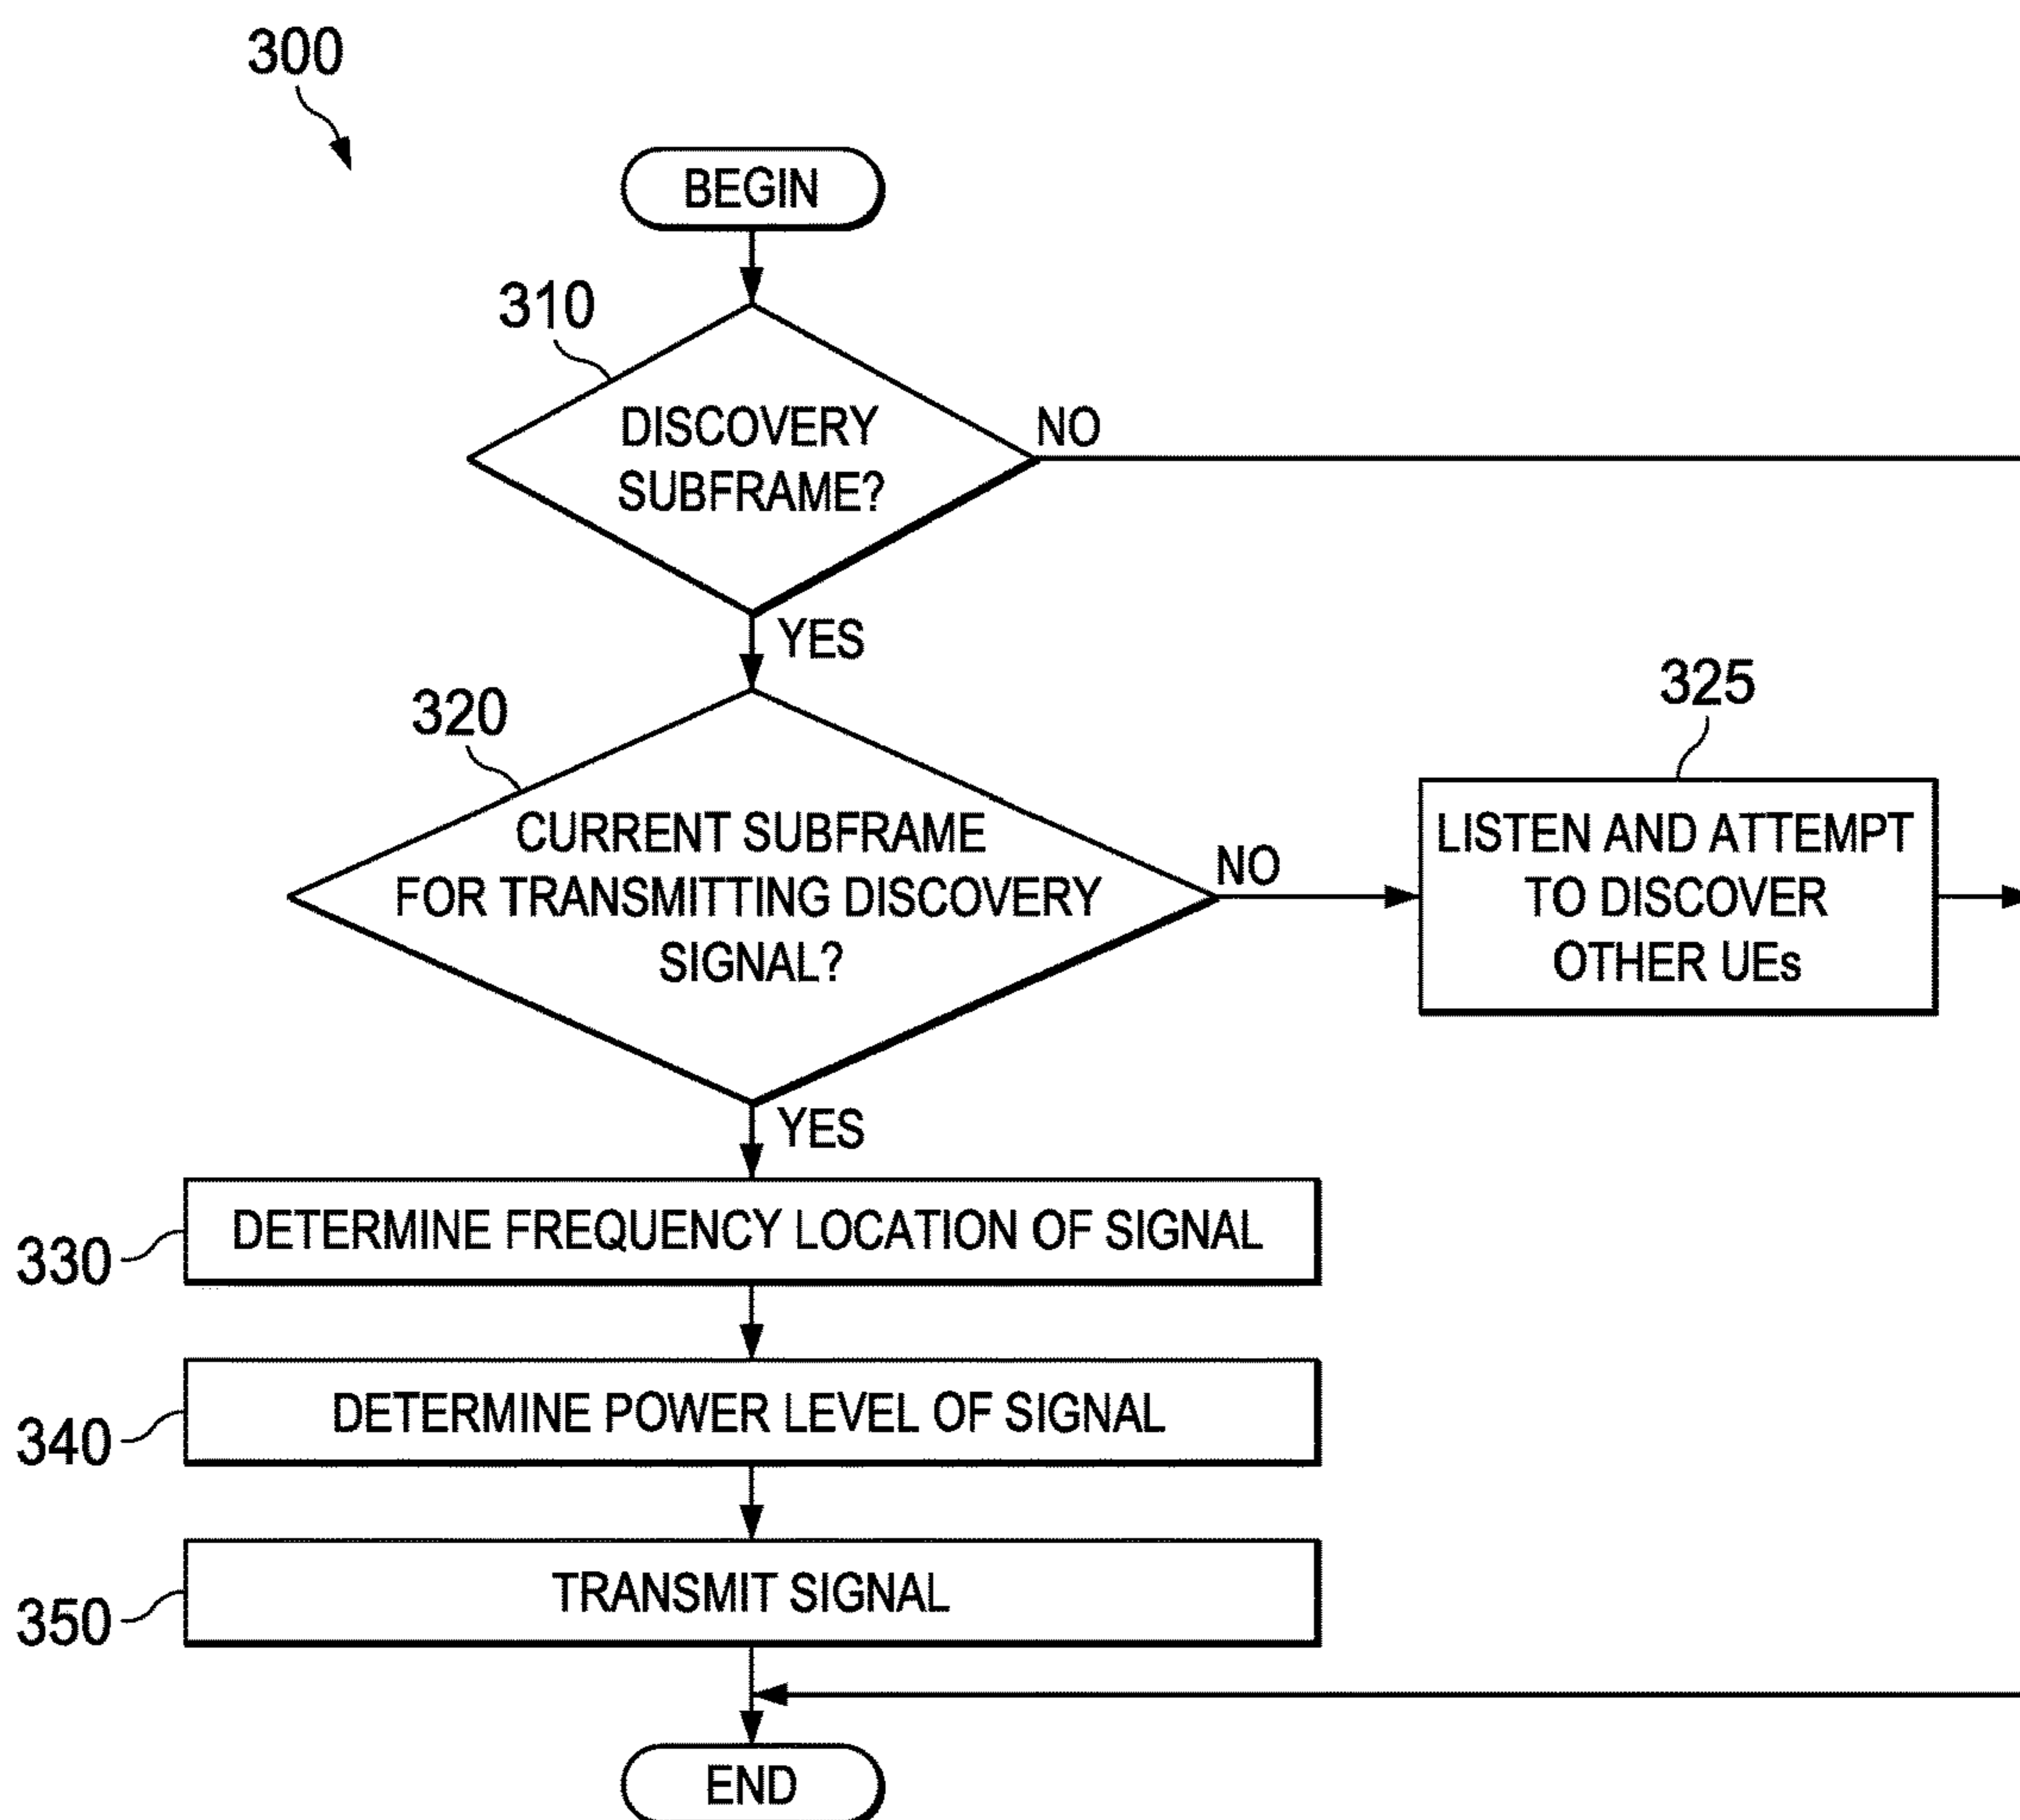 300
BEGIN
310
DISCOVERY
SUBFRAME?
NO
YES
320
CURRENT SUBFRAME
FOR TRANSMITTING DISCOVERY
SIGNAL?
NO
325
LISTEN AND ATTEMPT
TO DISCOVER
OTHER UEs
YES
330
DETERMINE FREQUENCY LOCATION OF SIGNAL
340
DETERMINE POWER LEVEL OF SIGNAL
350
TRANSMIT SIGNAL
END